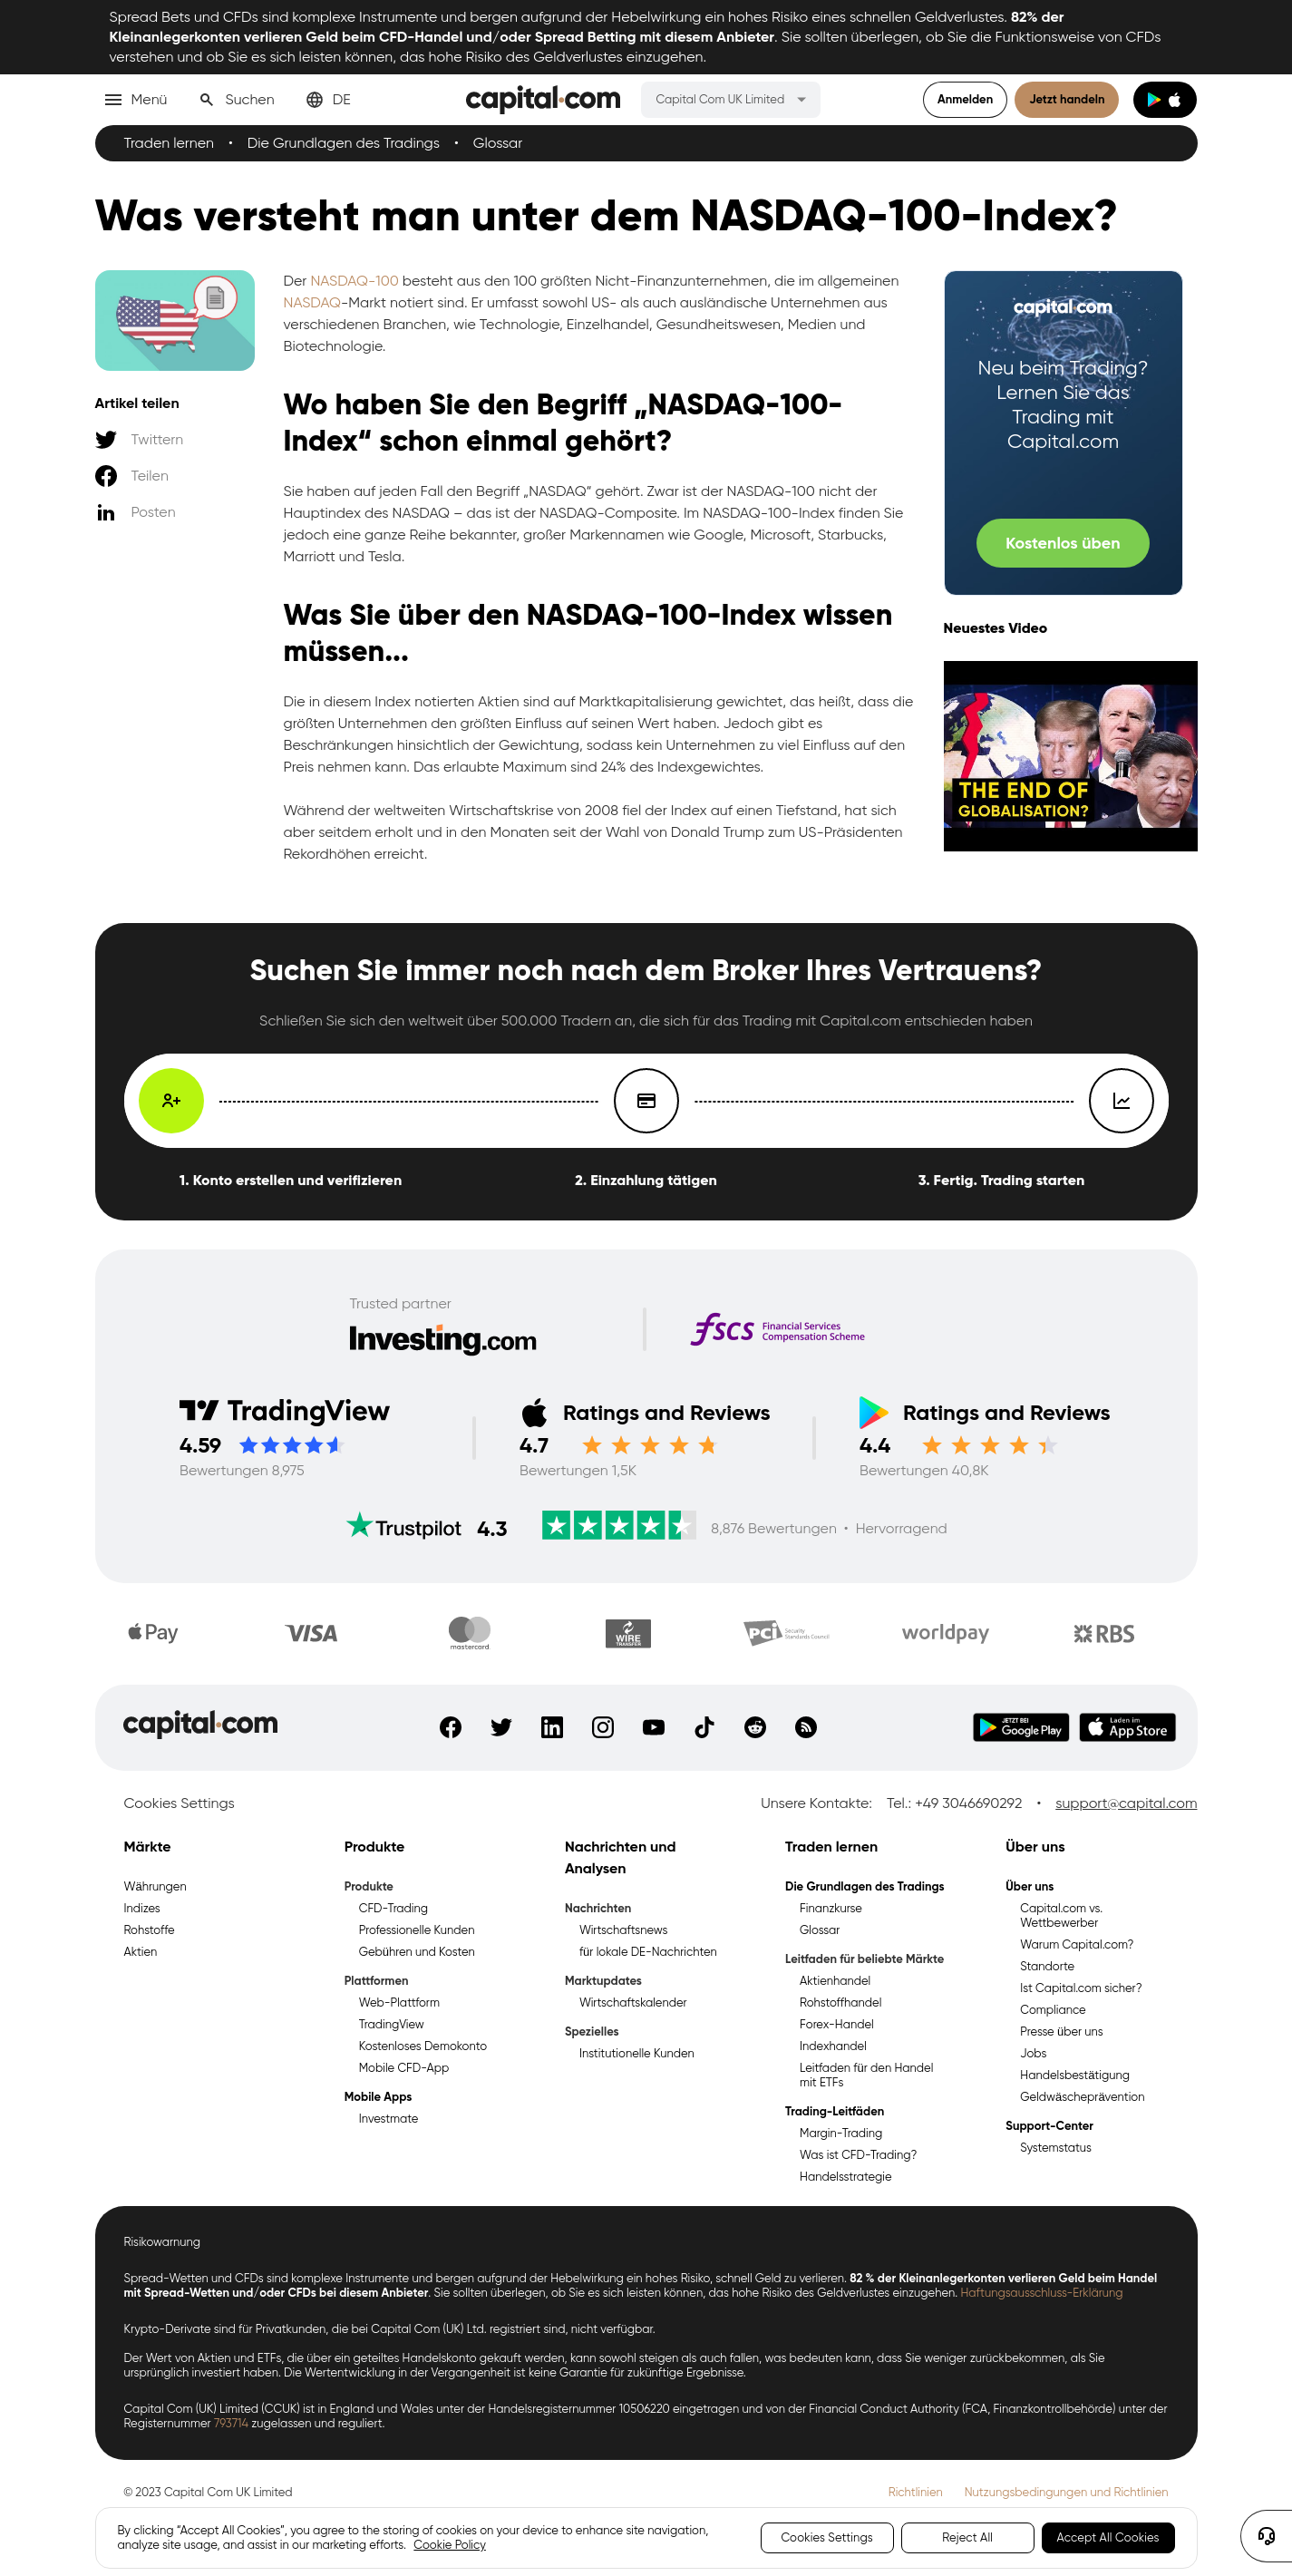 Spread Bets und CFDs sind komplexe Instrumente und bergen aufgrund der Hebelwirkung ein hohes Risiko eines schnellen Geldverlustes. 82% der
Kleinanlegerkonten verlieren Geld beim CFD-Handel und/oder Spread Betting mit diesem Anbieter. Sie sollten überlegen, ob Sie die Funktionsweise von CFDs
verstehen und ob Sie es sich leisten können, das hohe Risiko des Geldverlustes einzugehen.
Menü Suchen DE capital.com Capital Com UK Limited Anmelden Jetzt handeln
Traden lernen • Die Grundlagen des Tradings • Glossar
Was versteht man unter dem NASDAQ-100-Index?
Artikel teilen
Twittern
Teilen
Posten
Der NASDAQ-100 besteht aus den 100 größten Nicht-Finanzunternehmen, die im allgemeinen
NASDAQ-Markt notiert sind. Er umfasst sowohl US- als auch ausländische Unternehmen aus
verschiedenen Branchen, wie Technologie, Einzelhandel, Gesundheitswesen, Medien und
Biotechnologie.
Wo haben Sie den Begriff „NASDAQ-100-
Index“ schon einmal gehört?
Sie haben auf jeden Fall den Begriff „NASDAQ“ gehört. Zwar ist der NASDAQ-100 nicht der
Hauptindex des NASDAQ – das ist der NASDAQ-Composite. Im NASDAQ-100-Index finden Sie
jedoch eine ganze Reihe bekannter, großer Markennamen wie Google, Microsoft, Starbucks,
Marriott und Tesla.
Was Sie über den NASDAQ-100-Index wissen
müssen...
Die in diesem Index notierten Aktien sind auf Marktkapitalisierung gewichtet, das heißt, dass die
größten Unternehmen den größten Einfluss auf seinen Wert haben. Jedoch gibt es
Beschränkungen hinsichtlich der Gewichtung, sodass kein Unternehmen zu viel Einfluss auf den
Preis nehmen kann. Das erlaubte Maximum sind 24% des Indexgewichtes.
Während der weltweiten Wirtschaftskrise von 2008 fiel der Index auf einen Tiefstand, hat sich
aber seitdem erholt und in den Monaten seit der Wahl von Donald Trump zum US-Präsidenten
Rekordhöhen erreicht.
capital.com
Neu beim Trading?
Lernen Sie das
Trading mit
Capital.com
Kostenlos üben
Neuestes Video
THE END OF
GLOBALISATION?
Suchen Sie immer noch nach dem Broker Ihres Vertrauens?
Schließen Sie sich den weltweit über 500.000 Tradern an, die sich für das Trading mit Capital.com entschieden haben
1. Konto erstellen und verifizieren
2. Einzahlung tätigen
3. Fertig. Trading starten
Trusted partner
Investing.com
fscs Financial Services
Compensation Scheme
TradingView
4.59
Bewertungen 8,975
Ratings and Reviews
4.7
Bewertungen 1,5K
Ratings and Reviews
4.4
Bewertungen 40,8K
Trustpilot 4.3 8,876 Bewertungen • Hervorragend
Pay VISA mastercard WIRE TRANSFER PCI Security Standards Council worldpay RBS
capital.com
JETZT BEI Google Play
Laden im App Store
Cookies Settings
Unsere Kontakte: Tel.: +49 3046690292 • support@capital.com
Märkte
Währungen
Indizes
Rohstoffe
Aktien
Produkte
Produkte
CFD-Trading
Professionelle Kunden
Gebühren und Kosten
Plattformen
Web-Plattform
TradingView
Kostenloses Demokonto
Mobile CFD-App
Mobile Apps
Investmate
Nachrichten und
Analysen
Nachrichten
Wirtschaftsnews
für lokale DE-Nachrichten
Marktupdates
Wirtschaftskalender
Spezielles
Institutionelle Kunden
Traden lernen
Die Grundlagen des Tradings
Finanzkurse
Glossar
Leitfaden für beliebte Märkte
Aktienhandel
Rohstoffhandel
Forex-Handel
Indexhandel
Leitfaden für den Handel
mit ETFs
Trading-Leitfäden
Margin-Trading
Was ist CFD-Trading?
Handelsstrategie
Über uns
Über uns
Capital.com vs.
Wettbewerber
Warum Capital.com?
Standorte
Ist Capital.com sicher?
Compliance
Presse über uns
Jobs
Handelsbestätigung
Geldwäscheprävention
Support-Center
Systemstatus
Risikowarnung
Spread-Wetten und CFDs sind komplexe Instrumente und bergen aufgrund der Hebelwirkung ein hohes Risiko, schnell Geld zu verlieren. 82 % der Kleinanlegerkonten verlieren Geld beim Handel
mit Spread-Wetten und/oder CFDs bei diesem Anbieter. Sie sollten überlegen, ob Sie es sich leisten können, das hohe Risiko des Geldverlustes einzugehen. Haftungsausschluss-Erklärung
Krypto-Derivate sind für Privatkunden, die bei Capital Com (UK) Ltd. registriert sind, nicht verfügbar.
Der Wert von Aktien und ETFs, die über ein geteiltes Handelskonto gekauft werden, kann sowohl steigen als auch fallen, was bedeuten kann, dass Sie weniger zurückbekommen, als Sie
ursprünglich investiert haben. Die Wertentwicklung in der Vergangenheit ist keine Garantie für zukünftige Ergebnisse.
Capital Com (UK) Limited (CCUK) ist in England und Wales unter der Handelsregisternummer 10506220 eingetragen und von der Financial Conduct Authority (FCA, Finanzkontrollbehörde) unter der
Registernummer 793714 zugelassen und reguliert.
© 2023 Capital Com UK Limited
Richtlinien Nutzungsbedingungen und Richtlinien
By clicking “Accept All Cookies”, you agree to the storing of cookies on your device to enhance site navigation,
analyze site usage, and assist in our marketing efforts. Cookie Policy
Cookies Settings Reject All Accept All Cookies